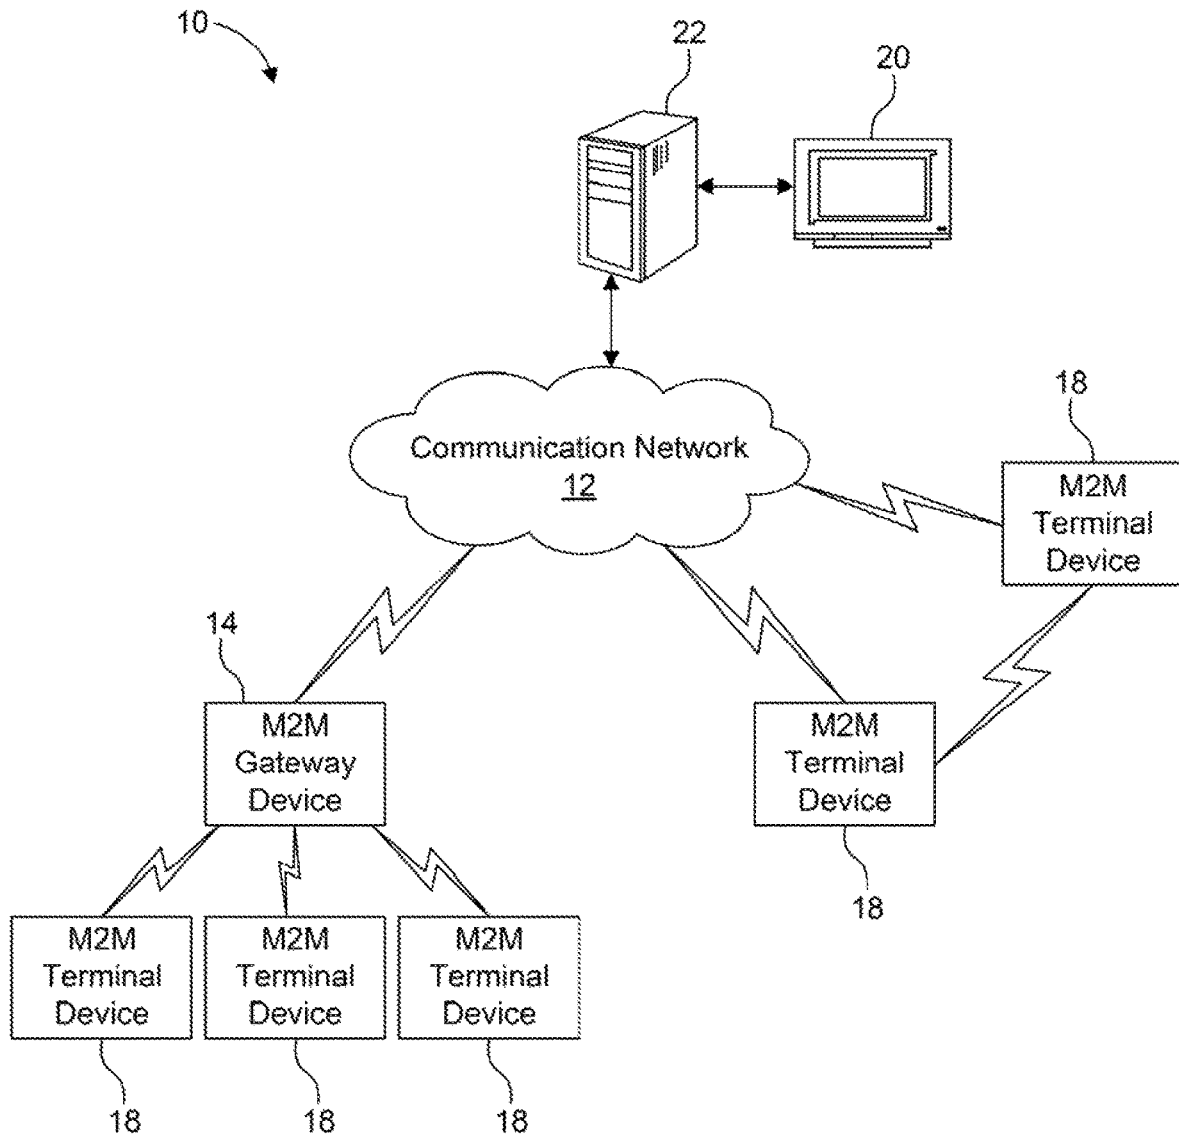 10
22
20
Communication Network
12
18
M2M
Terminal
Device
14
M2M
Gateway
Device
M2M
Terminal
Device
18
M2M
Terminal
Device
M2M
Terminal
Device
M2M
Terminal
Device
18
18
18